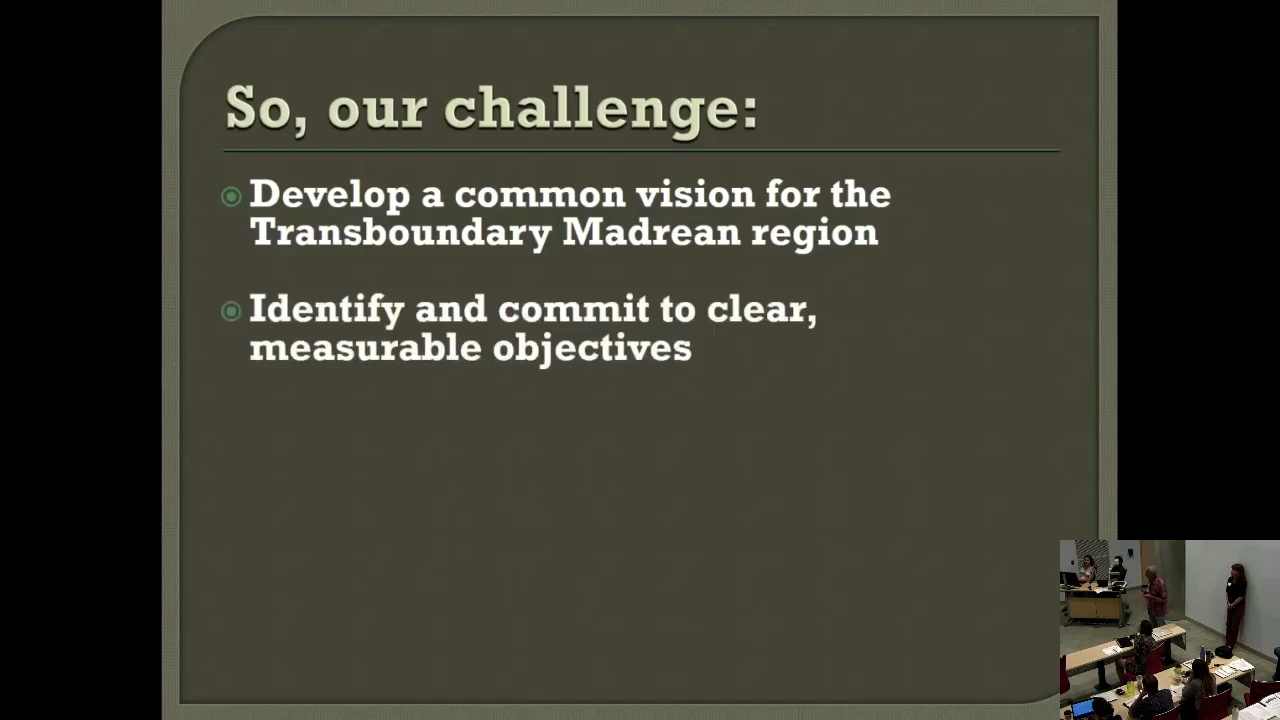 So, our challenge:
Develop a common vision for the
Transboundary Madrean region
Identify and commit to clear,
measurable objectives